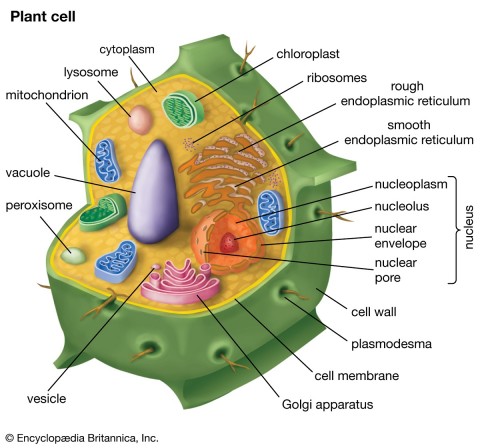 Plant cell
cytoplasm
chloroplast
lysosome
ribosomes
mitochondrion
rough
endoplasmic reticulum
smooth
endoplasmic reticulum
vacuole
nucleoplasm
peroxisome
nucleolus
nuclear
envelope
nucleus
nuclear
pore
cell wall
plasmodesma
cell membrane
vesicle
Golgi apparatus
© Encyclopædia Britannica, Inc.